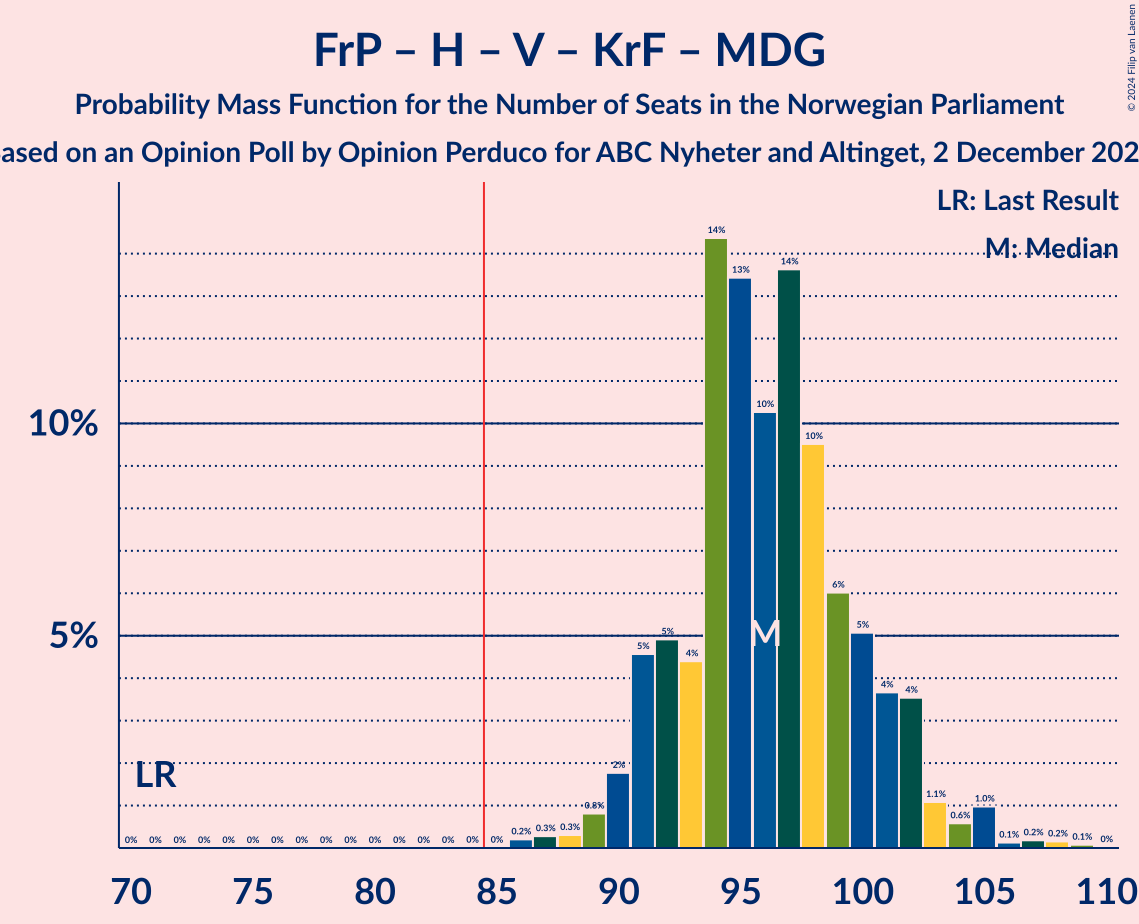 FrP – H – V – KrF – MDG
Probability Mass Function for the Number of Seats in the Norwegian Parliament
ased on an Opinion Poll by Opinion Perduco for ABC Nyheter and Altinget, 2 December 202
© 2024 Filip van Laenen
LR: Last Result
M: Median
10%
5%
LR
M
0% 0% 0% 0% 0% 0% 0% 0% 0% 0% 0% 0% 0% 0% 0% 0% 0.2% 0.3% 0.3% 0.8% 2% 5% 5% 4% 14% 13% 10% 14% 10% 6% 5% 4% 4% 1.1% 0.6% 1.0% 0.1% 0.2% 0.2% 0.1% 0%
70 75 80 85 90 95 100 105 110